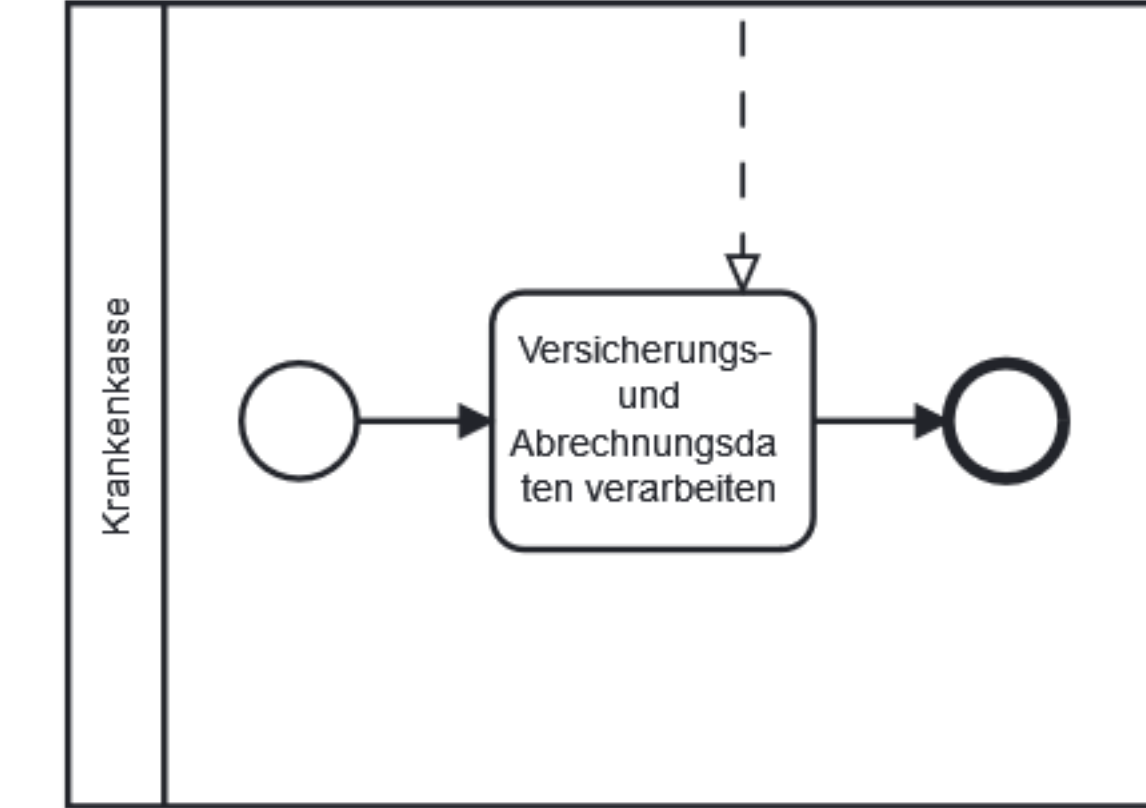 Krankenkasse
Versicherungs-
und
Abrechnungsda
ten verarbeiten